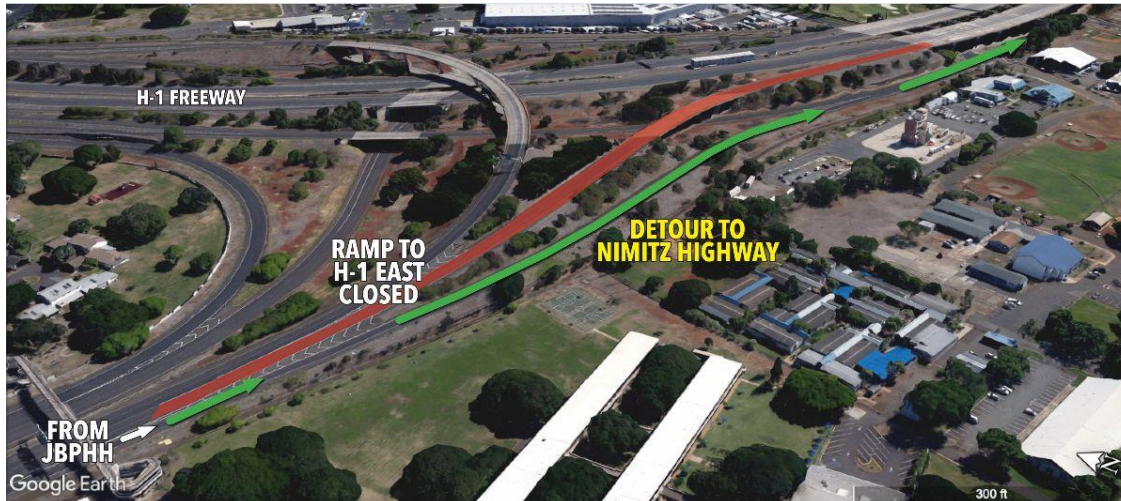 H-1 FREEWAY
RAMP TO
H-1 EAST
CLOSED
DETOUR TO
NIMITZ HIGHWAY
FROM
JBPHH
Google Earth
300 ft
N